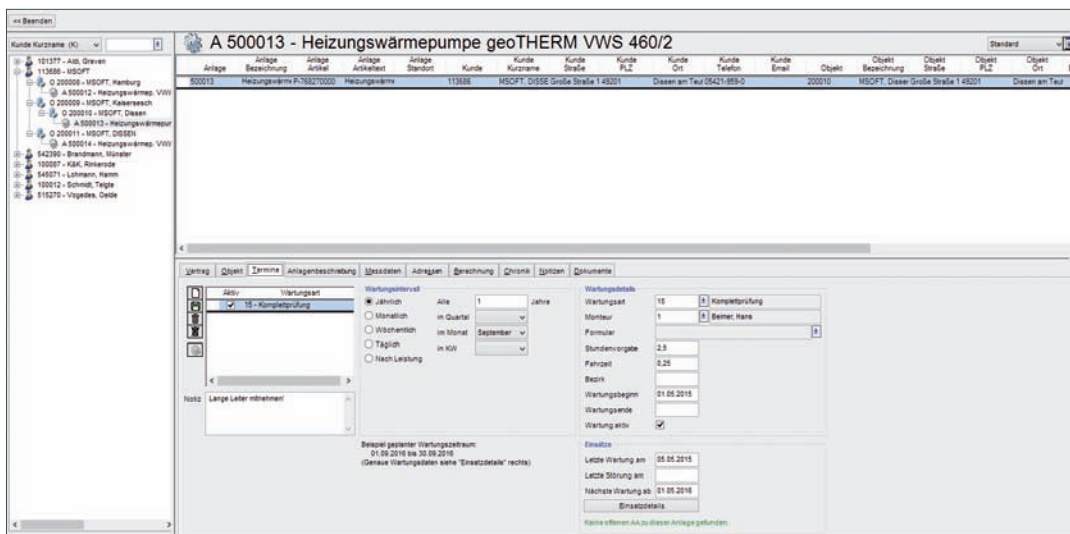 << Beenden
Kunde Kurzname (K)
101377 - Aldi, Greven
113686 - MSOFT
O 200008 - MSOFT, Hamburg
A 500012 - Heizungswärmep. VWV
O 200009 - MSOFT, Kaisersesch
O 200010 - MSOFT, Dissen
A 500013 - Heizungswärmepur
O 200011 - MSOFT, DISSEN
A 500014 - Heizungswärmep. VWV
542390 - Brandmann, Münster
100087 - K&K, Rinkerode
545071 - Lohmann, Hamm
100012 - Schmidt, Telgte
515270 - Vogedes, Oelde
A 500013 - Heizungswärmepumpe geoTHERM VWS 460/2
Standard
Anlage Anlage Bezeichnung Anlage Artikel Anlage Artikeltext Anlage Standort Kunde Kunde Kurzname Kunde Straße Kunde PLZ Kunde Ort Kunde Telefon Kunde Email Objekt Objekt Bezeichnung Objekt Straße Objekt PLZ Objekt Ort
500013 Heizungswärme P-768270000 Heizungswärme 113686 MSOFT, DISSE Große Straße 1 49201 Dissen am Teut 05421-959-0 200010 MSOFT, Dissen Große Straße 1 49201 Dissen am Teut
Vertrag Objekt Termine Anlagenbeschreibung Messdaten Adressen Berechnung Chronik Notizen Dokumente
Aktiv Wartungsart
15 - Komplettprüfung
Notiz Lange Leiter mitnehmen!
Wartungsintervall
Jährlich Alle 1 Jahre
Monatlich in Quartal
Wöchentlich im Monat September
Täglich in KW
Nach Leistung
Beispiel geplanter Wartungszeitraum:
01.09.2016 bis 30.09.2016
(Genaue Wartungsdaten siehe "Einsatzdetails" rechts)
Wartungsdetails
Wartungsart 15 Komplettprüfung
Monteur 1 Beimer, Hans
Formular
Stundenvorgabe 2,5
Fahrzeit 0,25
Bezirk
Wartungsbeginn 01.05.2015
Wartungsende
Wartung aktiv
Einsätze
Letzte Wartung am 05.05.2015
Letzte Störung am
Nächste Wartung ab 01.05.2016
Einsatzdetails
Keine offenen AA zu dieser Anlage gefunden.